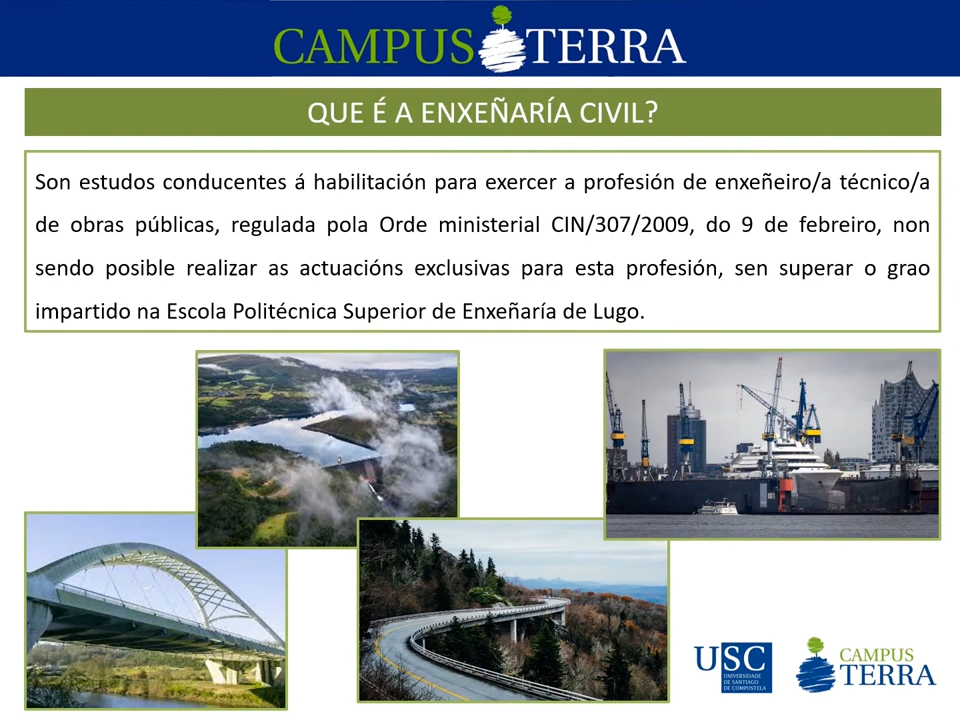 CAMPUS TERRA
QUE É A ENXEÑARÍA CIVIL?
Son estudos conducentes á habilitación para exercer a profesión de enxeñeiro/a técnico/a
de obras públicas, regulada pola Orde ministerial CIN/307/2009, do 9 de febreiro, non
sendo posible realizar as actuacións exclusivas para esta profesión, sen superar o grao
impartido na Escola Politécnica Superior de Enxeñaría de Lugo.
USC
UNIVERSIDADE
DE SANTIAGO
DE COMPOSTELA
CAMPUS
TERRA